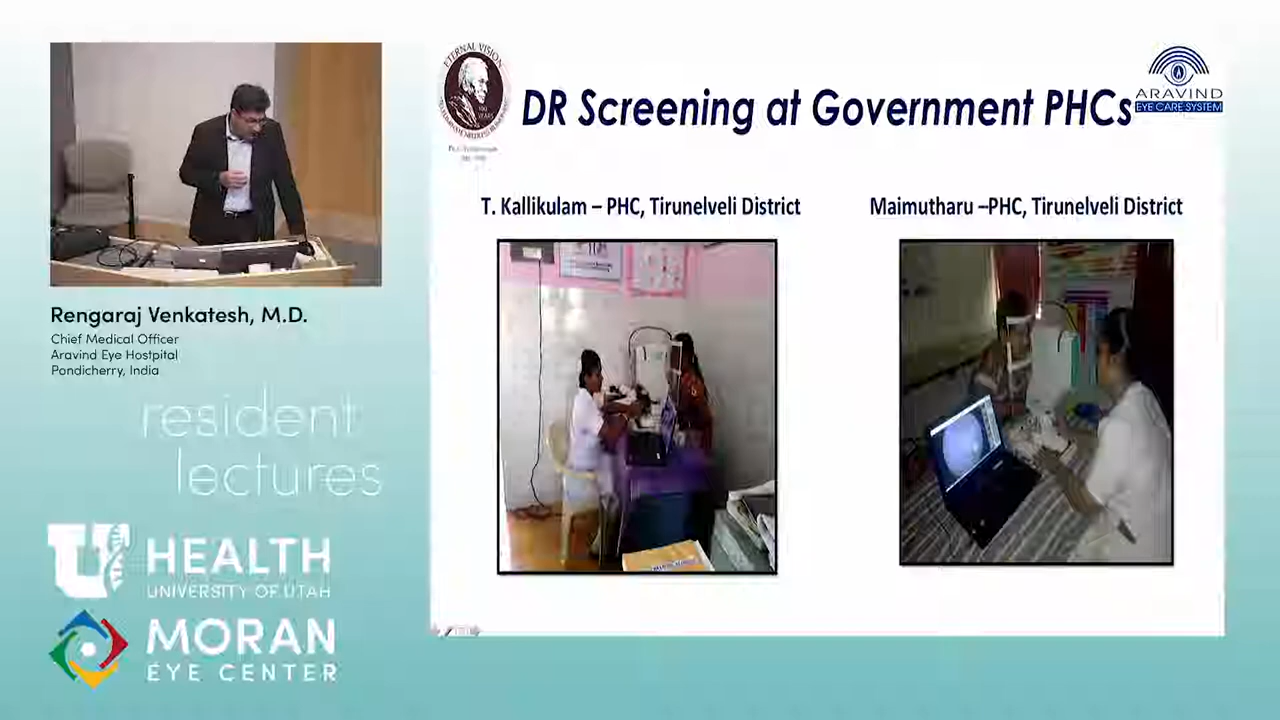 ETERNAL VISION
100 YEARS
DR Screening at Government PHCs
ARAVIND
EYE CARE SYSTEM
T. Kallikulam – PHC, Tirunelveli District
Maimutharu –PHC, Tirunelveli District
Rengaraj Venkatesh, M.D.
Chief Medical Officer
Aravind Eye Hostpital
Pondicherry, India
resident
lectures
U HEALTH
UNIVERSITY OF UTAH
MORAN
EYE CENTER